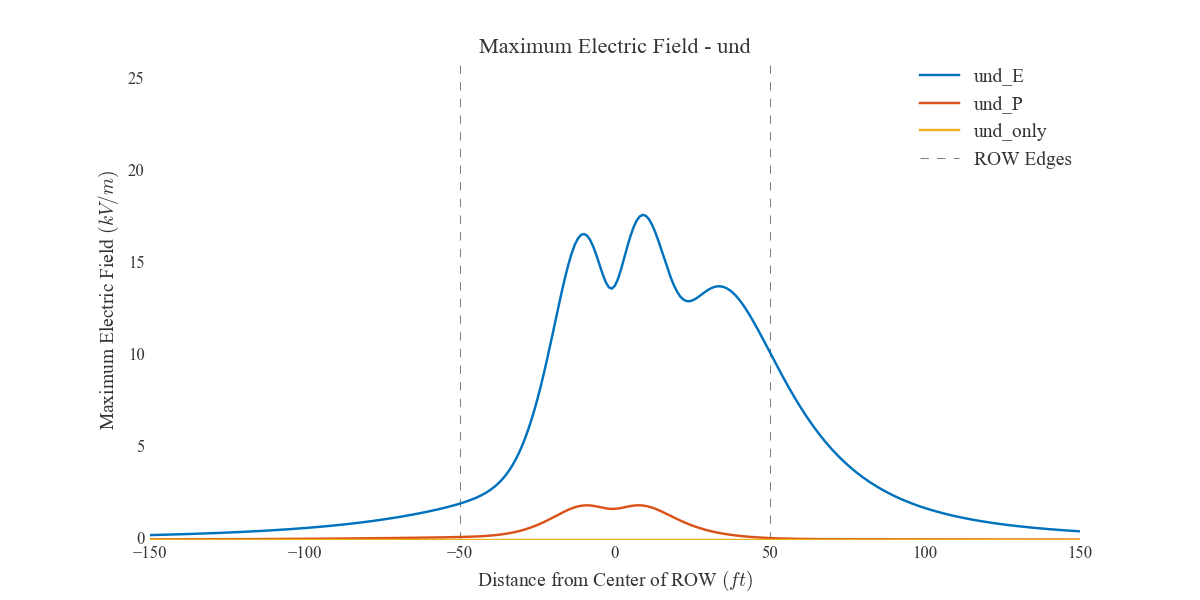 Maximum Electric Field - und
und_E
und_P
und_only
ROW Edges
Maximum Electric Field (kV/m)
25
20
15
10
5
0
−150
−100
−50
0
50
100
150
Distance from Center of ROW (ft)